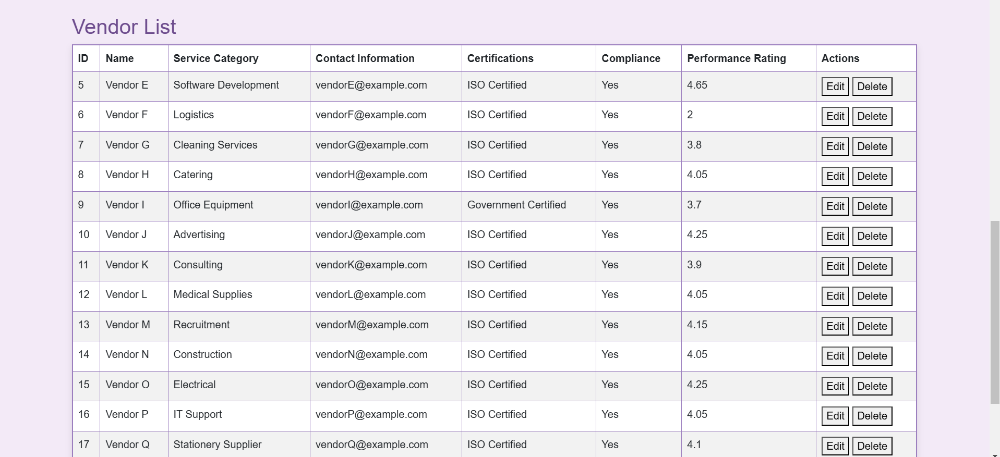 Vendor List
ID Name Service Category Contact Information Certifications Compliance Performance Rating Actions
5 Vendor E Software Development vendorE@example.com ISO Certified Yes 4.65 Edit Delete
6 Vendor F Logistics vendorF@example.com ISO Certified Yes 2 Edit Delete
7 Vendor G Cleaning Services vendorG@example.com ISO Certified Yes 3.8 Edit Delete
8 Vendor H Catering vendorH@example.com ISO Certified Yes 4.05 Edit Delete
9 Vendor I Office Equipment vendorI@example.com Government Certified Yes 3.7 Edit Delete
10 Vendor J Advertising vendorJ@example.com ISO Certified Yes 4.25 Edit Delete
11 Vendor K Consulting vendorK@example.com ISO Certified Yes 3.9 Edit Delete
12 Vendor L Medical Supplies vendorL@example.com ISO Certified Yes 4.05 Edit Delete
13 Vendor M Recruitment vendorM@example.com ISO Certified Yes 4.15 Edit Delete
14 Vendor N Construction vendorN@example.com ISO Certified Yes 4.05 Edit Delete
15 Vendor O Electrical vendorO@example.com ISO Certified Yes 4.25 Edit Delete
16 Vendor P IT Support vendorP@example.com ISO Certified Yes 4.05 Edit Delete
17 Vendor Q Stationery Supplier vendorQ@example.com ISO Certified Yes 4.1 Edit Delete